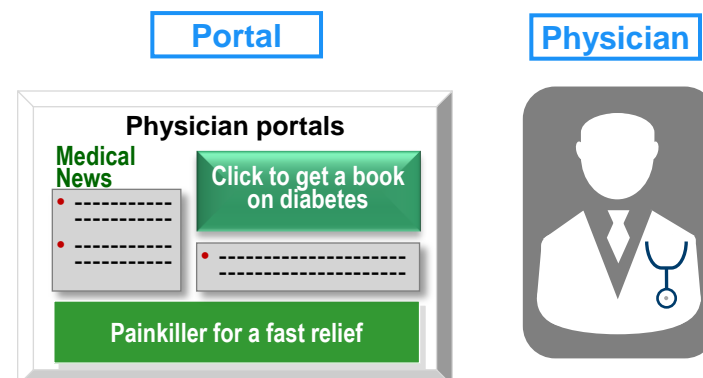 Portal
Physician
Physician portals
Medical
News
Click to get a book
on diabetes
• -----------
-----------
• -----------
-----------
• ---------------------
---------------------
Painkiller for a fast relief